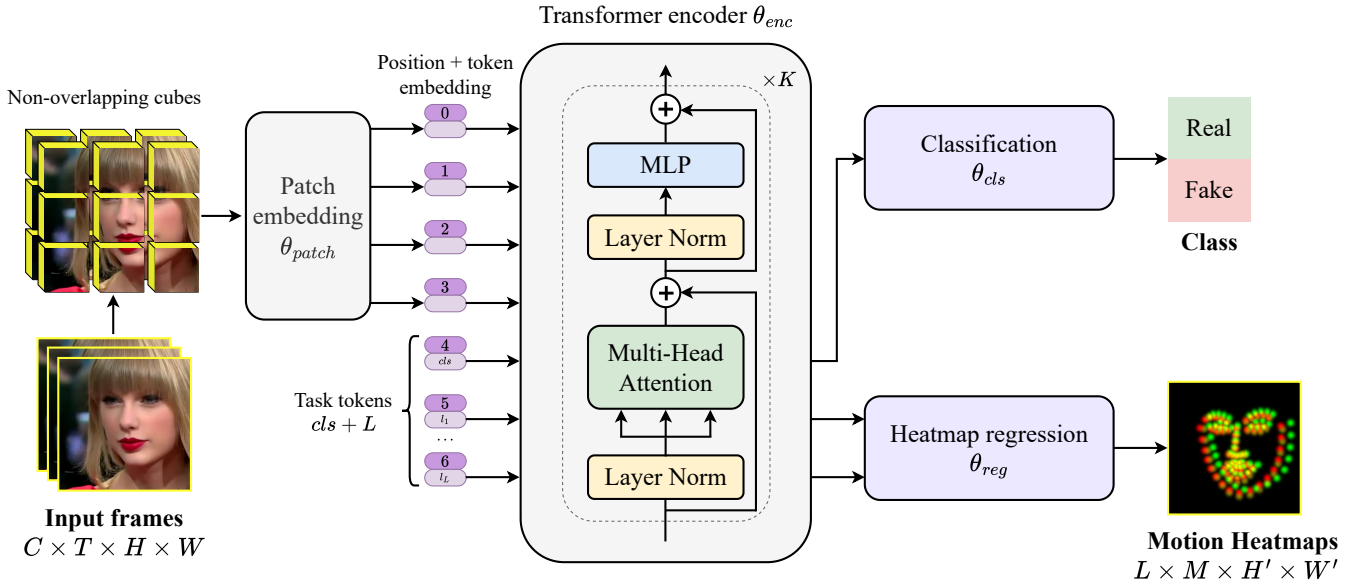 Transformer encoder θ_enc
Non-overlapping cubes
Position + token
embedding
× K
Patch
embedding
θ_patch
0
1
2
3
4
cls
5
l_1
...
6
l_L
Task tokens
cls + L
Input frames
C × T × H × W
+
MLP
Layer Norm
+
Multi-Head
Attention
Layer Norm
Classification
θ_cls
Real
Fake
Class
Heatmap regression
θ_reg
Motion Heatmaps
L × M × H′ × W′